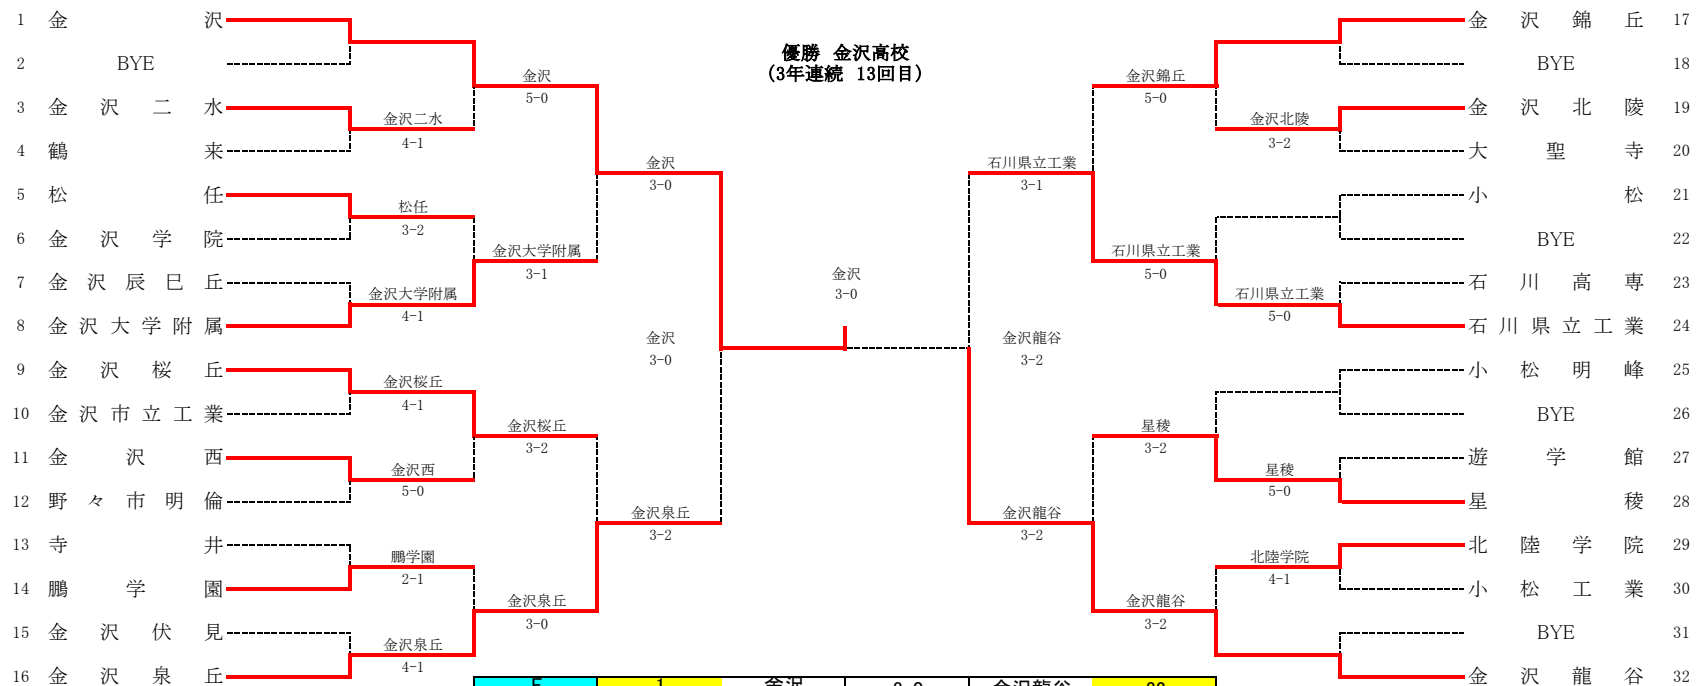 優勝 金沢高校
(3年連続 13回目)
1 金沢
2 BYE
3 金沢二水
4 鶴来
5 松任
6 金沢学院
7 金沢辰巳丘
8 金沢大学附属
9 金沢桜丘
10 金沢市立工業
11 金沢西
12 野々市明倫
13 寺井
14 鵬学園
15 金沢伏見
16 金沢泉丘
金沢二水
4-1
松任
3-2
金沢大学附属
4-1
金沢桜丘
4-1
金沢西
5-0
鵬学園
2-1
金沢泉丘
4-1
金沢
5-0
金沢大学附属
3-1
金沢桜丘
3-2
金沢泉丘
3-0
金沢
3-0
金沢
3-0
金沢泉丘
3-2
金沢
3-0
石川県立工業
3-1
金沢龍谷
3-2
金沢龍谷
3-2
金沢錦丘
5-0
石川県立工業
5-0
星稜
3-2
金沢龍谷
3-2
金沢北陵
3-2
石川県立工業
5-0
星稜
5-0
北陸学院
4-1
金沢錦丘 17
BYE 18
金沢北陵 19
大聖寺 20
小松 21
BYE 22
石川高専 23
石川県立工業 24
小松明峰 25
BYE 26
遊学館 27
星稜 28
北陸学院 29
小松工業 30
BYE 31
金沢龍谷 32
F 1 金沢 金沢龍谷